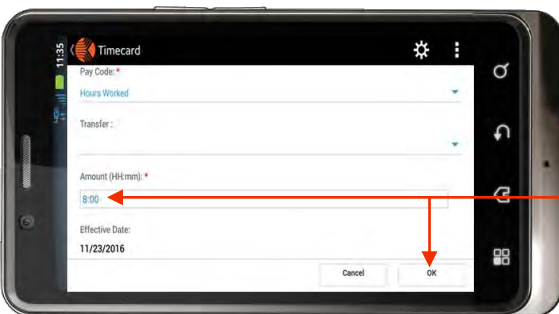 11:35
4G
Timecard
Pay Code: *
Hours Worked
Transfer :
Amount (HH:mm): *
8:00
Effective Date:
11/23/2016
Cancel
OK